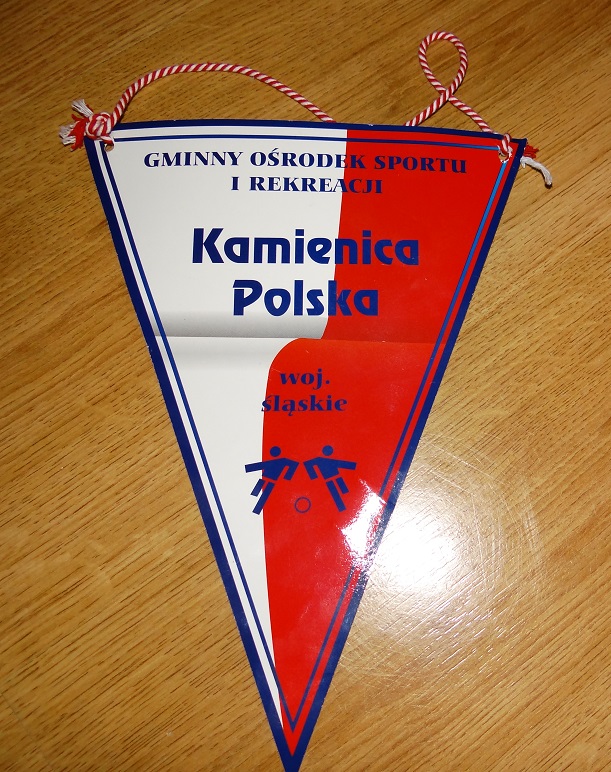 GMINNY OŚRODEK SPORTU
I REKREACJI
Kamienica
Polska
woj.
śląskie